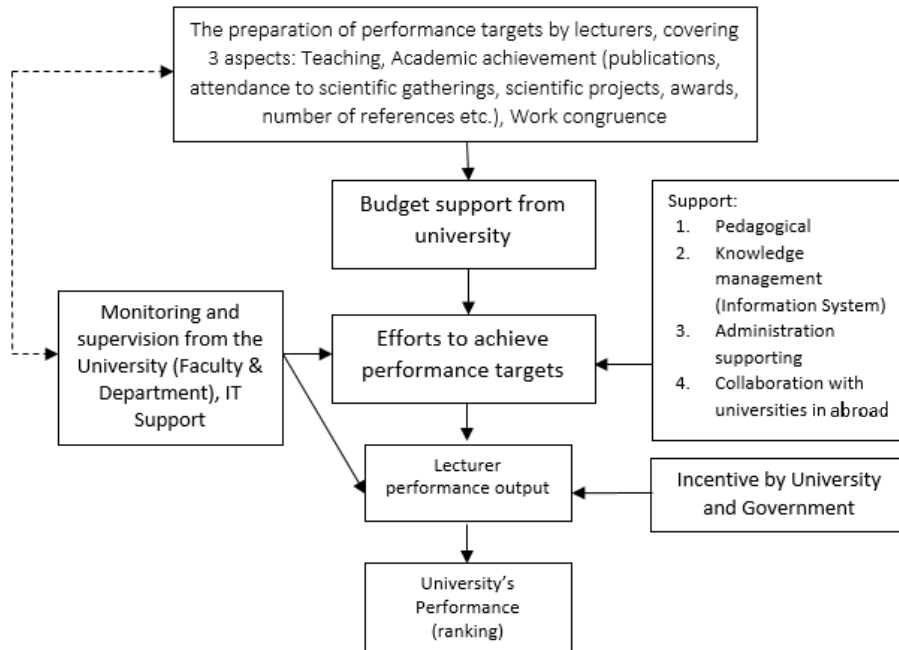 The preparation of performance targets by lecturers, covering
3 aspects: Teaching, Academic achievement (publications,
attendance to scientific gatherings, scientific projects, awards,
number of references etc.), Work congruence
Budget support from
university
Support:
1. Pedagogical
2. Knowledge
management
(Information System)
3. Administration
supporting
4. Collaboration with
universities in abroad
Monitoring and
supervision from the
University (Faculty &
Department), IT
Support
Efforts to achieve
performance targets
Lecturer
performance output
Incentive by University
and Government
University’s
Performance
(ranking)